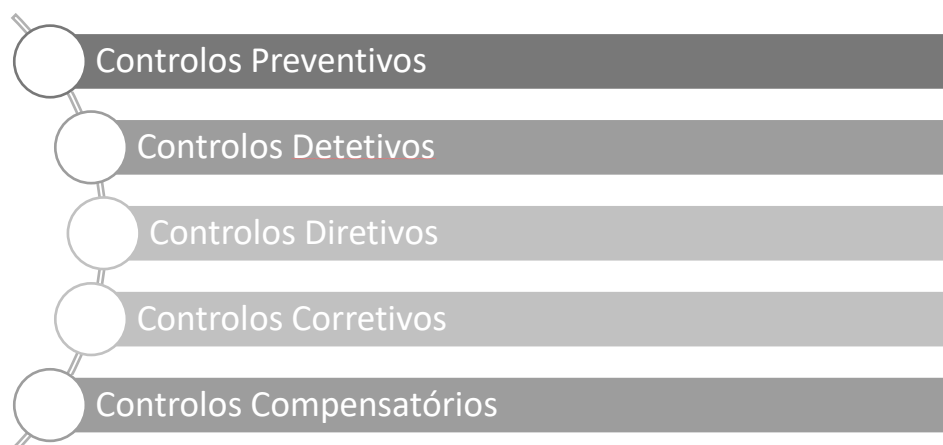 Controlos Preventivos
Controlos Detetivos
Controlos Diretivos
Controlos Corretivos
Controlos Compensatórios